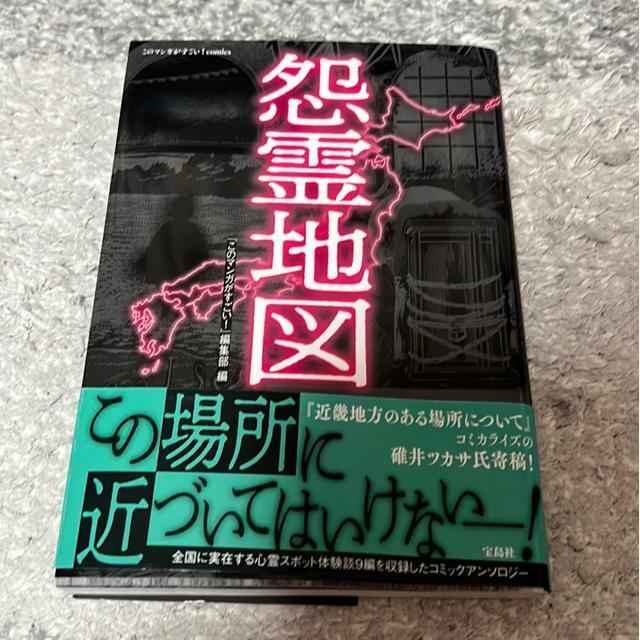 このマンガがすごい!comics
怨霊地図
『このマンガがすごい!』編集部 編
『近畿地方のある場所について』
コミカライズの
碓井ツカサ氏寄稿!
この場所に
近づいてはいけない―!
宝島社
全国に実在する心霊スポット体験談9編を収録したコミックアンソロジー